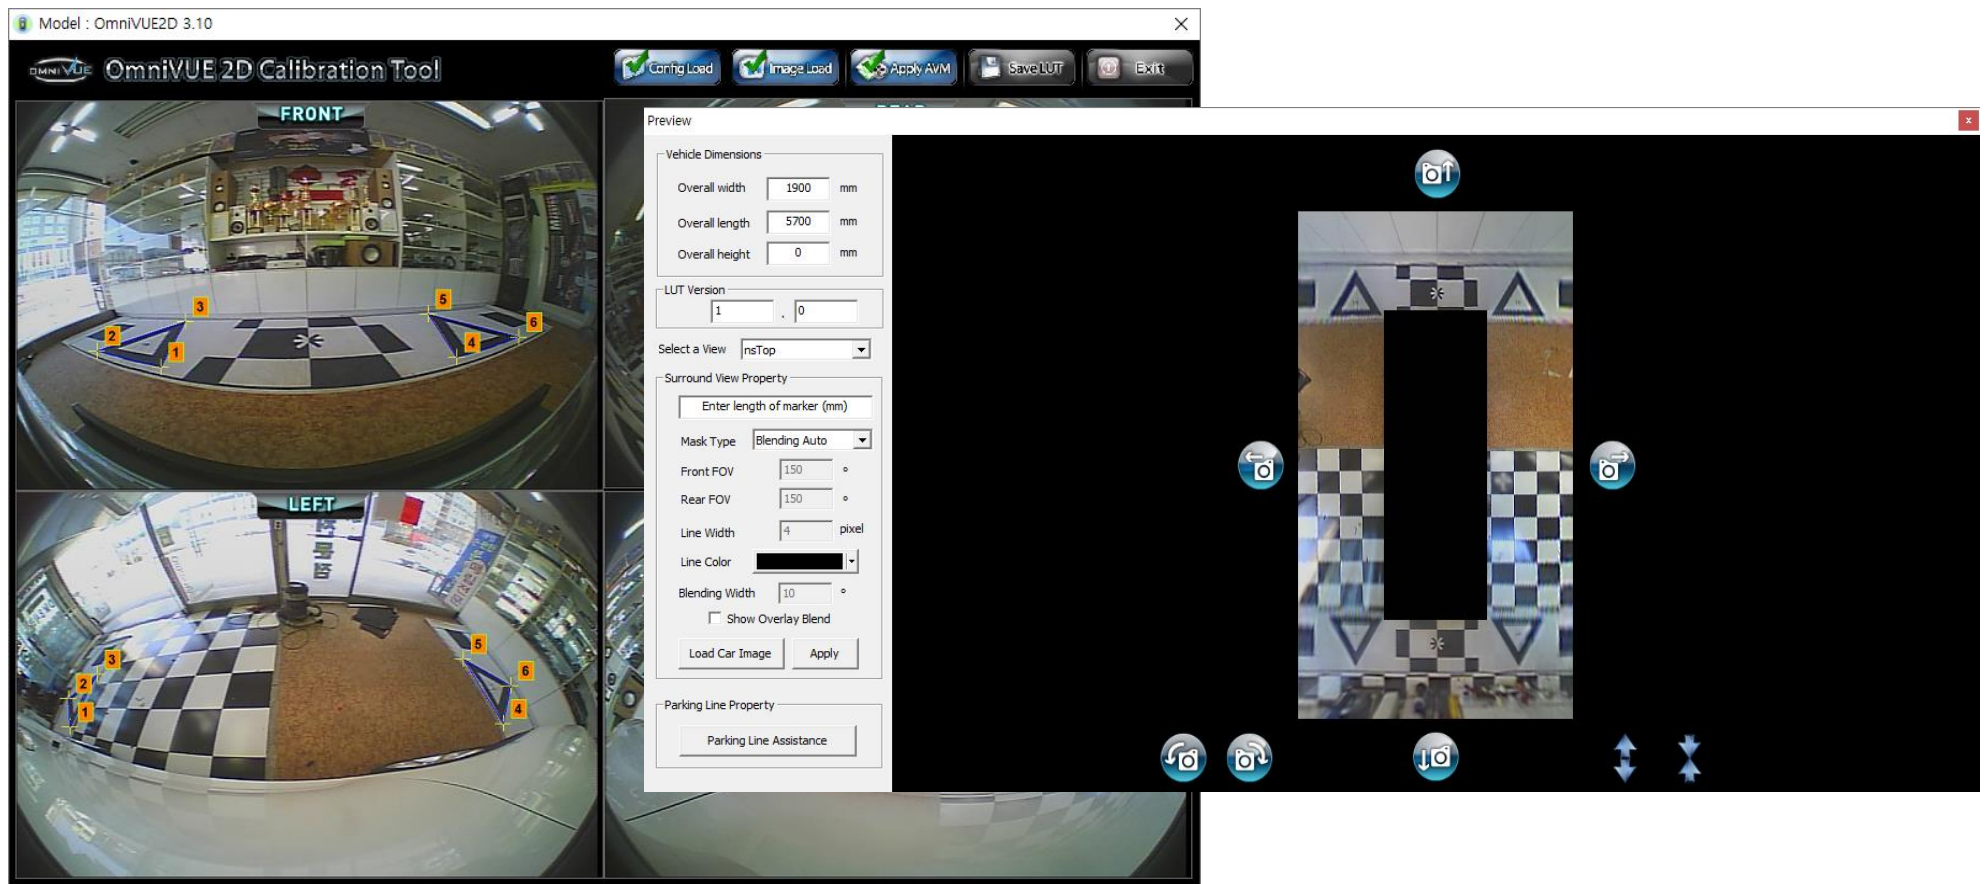 Model : OmniVUE2D 3.10
OMNIVUE
OmniVUE 2D Calibration Tool
Config Load
Image Load
Apply AVM
Save LUT
Exit
FRONT
3
2
1
5
6
4
LEFT
3
2
1
5
6
4
Preview
Vehicle Dimensions
Overall width 1900 mm
Overall length 5700 mm
Overall height 0 mm
LUT Version
1 . 0
Select a View nsTop
Surround View Property
Enter length of marker (mm)
Mask Type Blending Auto
Front FOV 150 °
Rear FOV 150 °
Line Width 4 pixel
Line Color
Blending Width 10 °
Show Overlay Blend
Load Car Image Apply
Parking Line Property
Parking Line Assistance